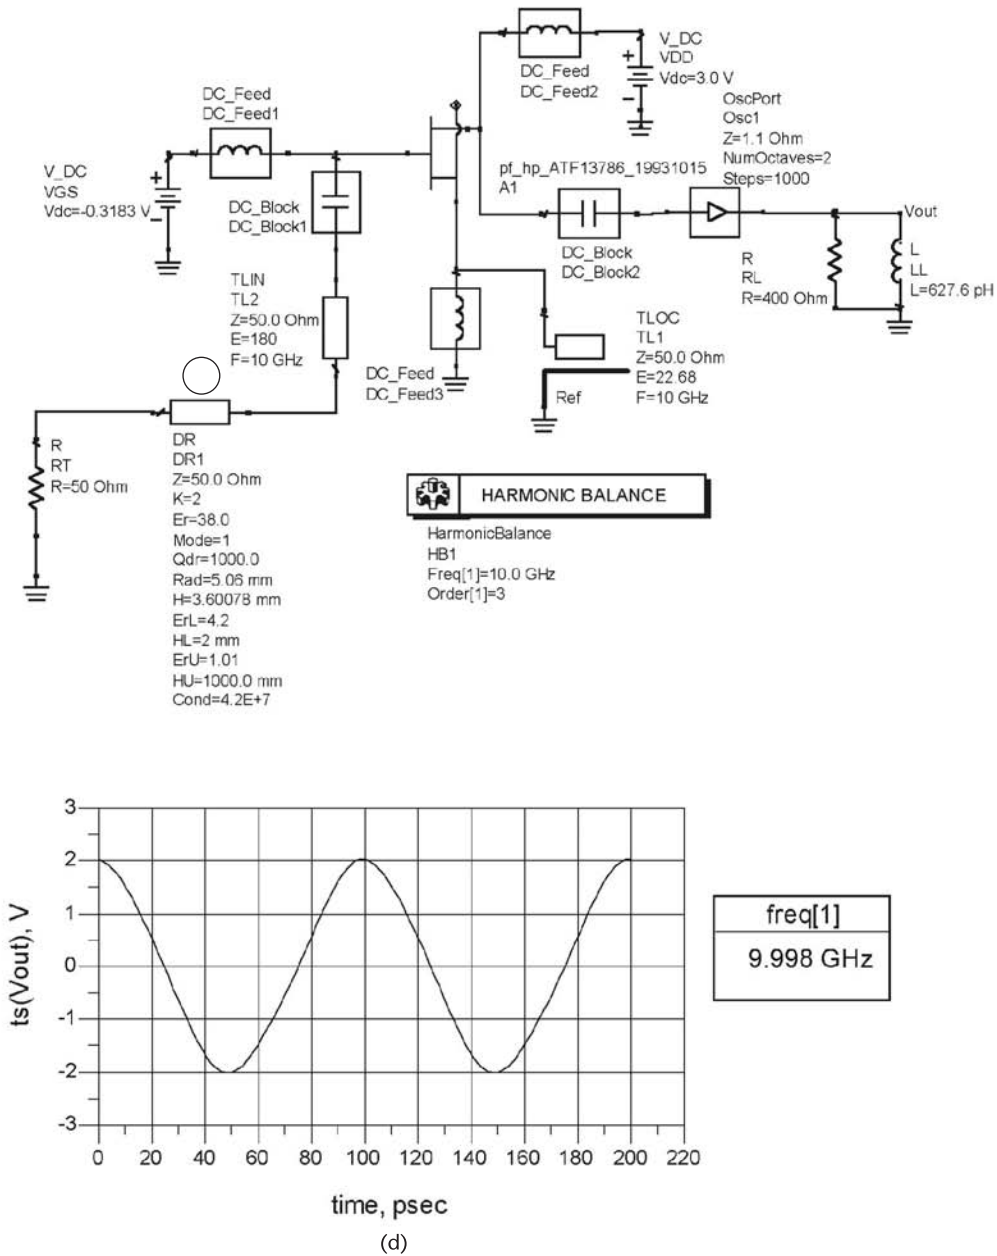 DC_Feed
DC_Feed1
V_DC
VGS
Vdc=-0.3183 V
+
−
DC_Block
DC_Block1
TLIN
TL2
Z=50.0 Ohm
E=180
F=10 GHz
DC_Feed
DC_Feed2
V_DC
VDD
Vdc=3.0 V
+
−
OscPort
Osc1
Z=1.1 Ohm
NumOctaves=2
Steps=1000
pf_hp_ATF13786_19931015
A1
DC_Block
DC_Block2
Vout
R
RL
R=400 Ohm
L
LL
L=627.6 pH
DC_Feed
DC_Feed3
TLOC
TL1
Z=50.0 Ohm
E=22.68
F=10 GHz
Ref
R
RT
R=50 Ohm
DR
DR1
Z=50.0 Ohm
K=2
Er=38.0
Mode=1
Qdr=1000.0
Rad=5.06 mm
H=3.60078 mm
ErL=4.2
HL=2 mm
ErU=1.01
HU=1000.0 mm
Cond=4.2E+7
HARMONIC BALANCE
HarmonicBalance
HB1
Freq[1]=10.0 GHz
Order[1]=3
ts(Vout), V
3
2
1
0
-1
-2
-3
0 20 40 60 80 100 120 140 160 180 200 220
time, psec
freq[1]
9.998 GHz
(d)